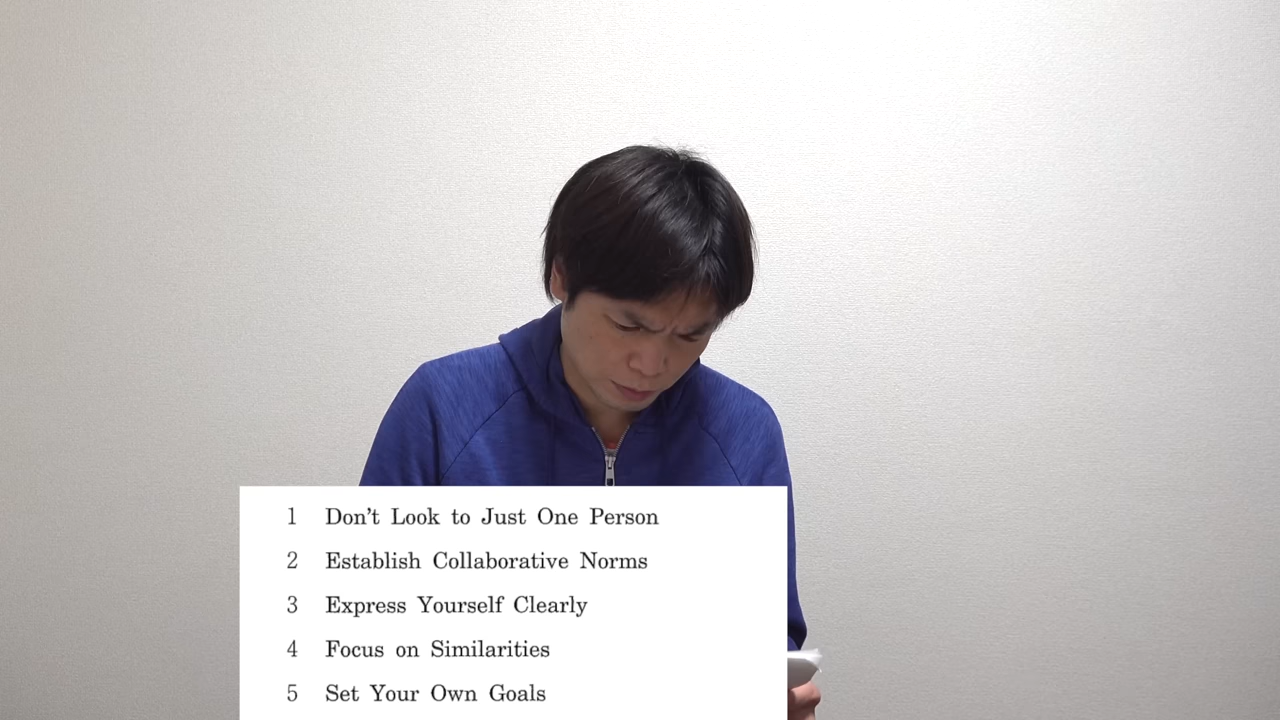 1 Don't Look to Just One Person
2 Establish Collaborative Norms
3 Express Yourself Clearly
4 Focus on Similarities
5 Set Your Own Goals